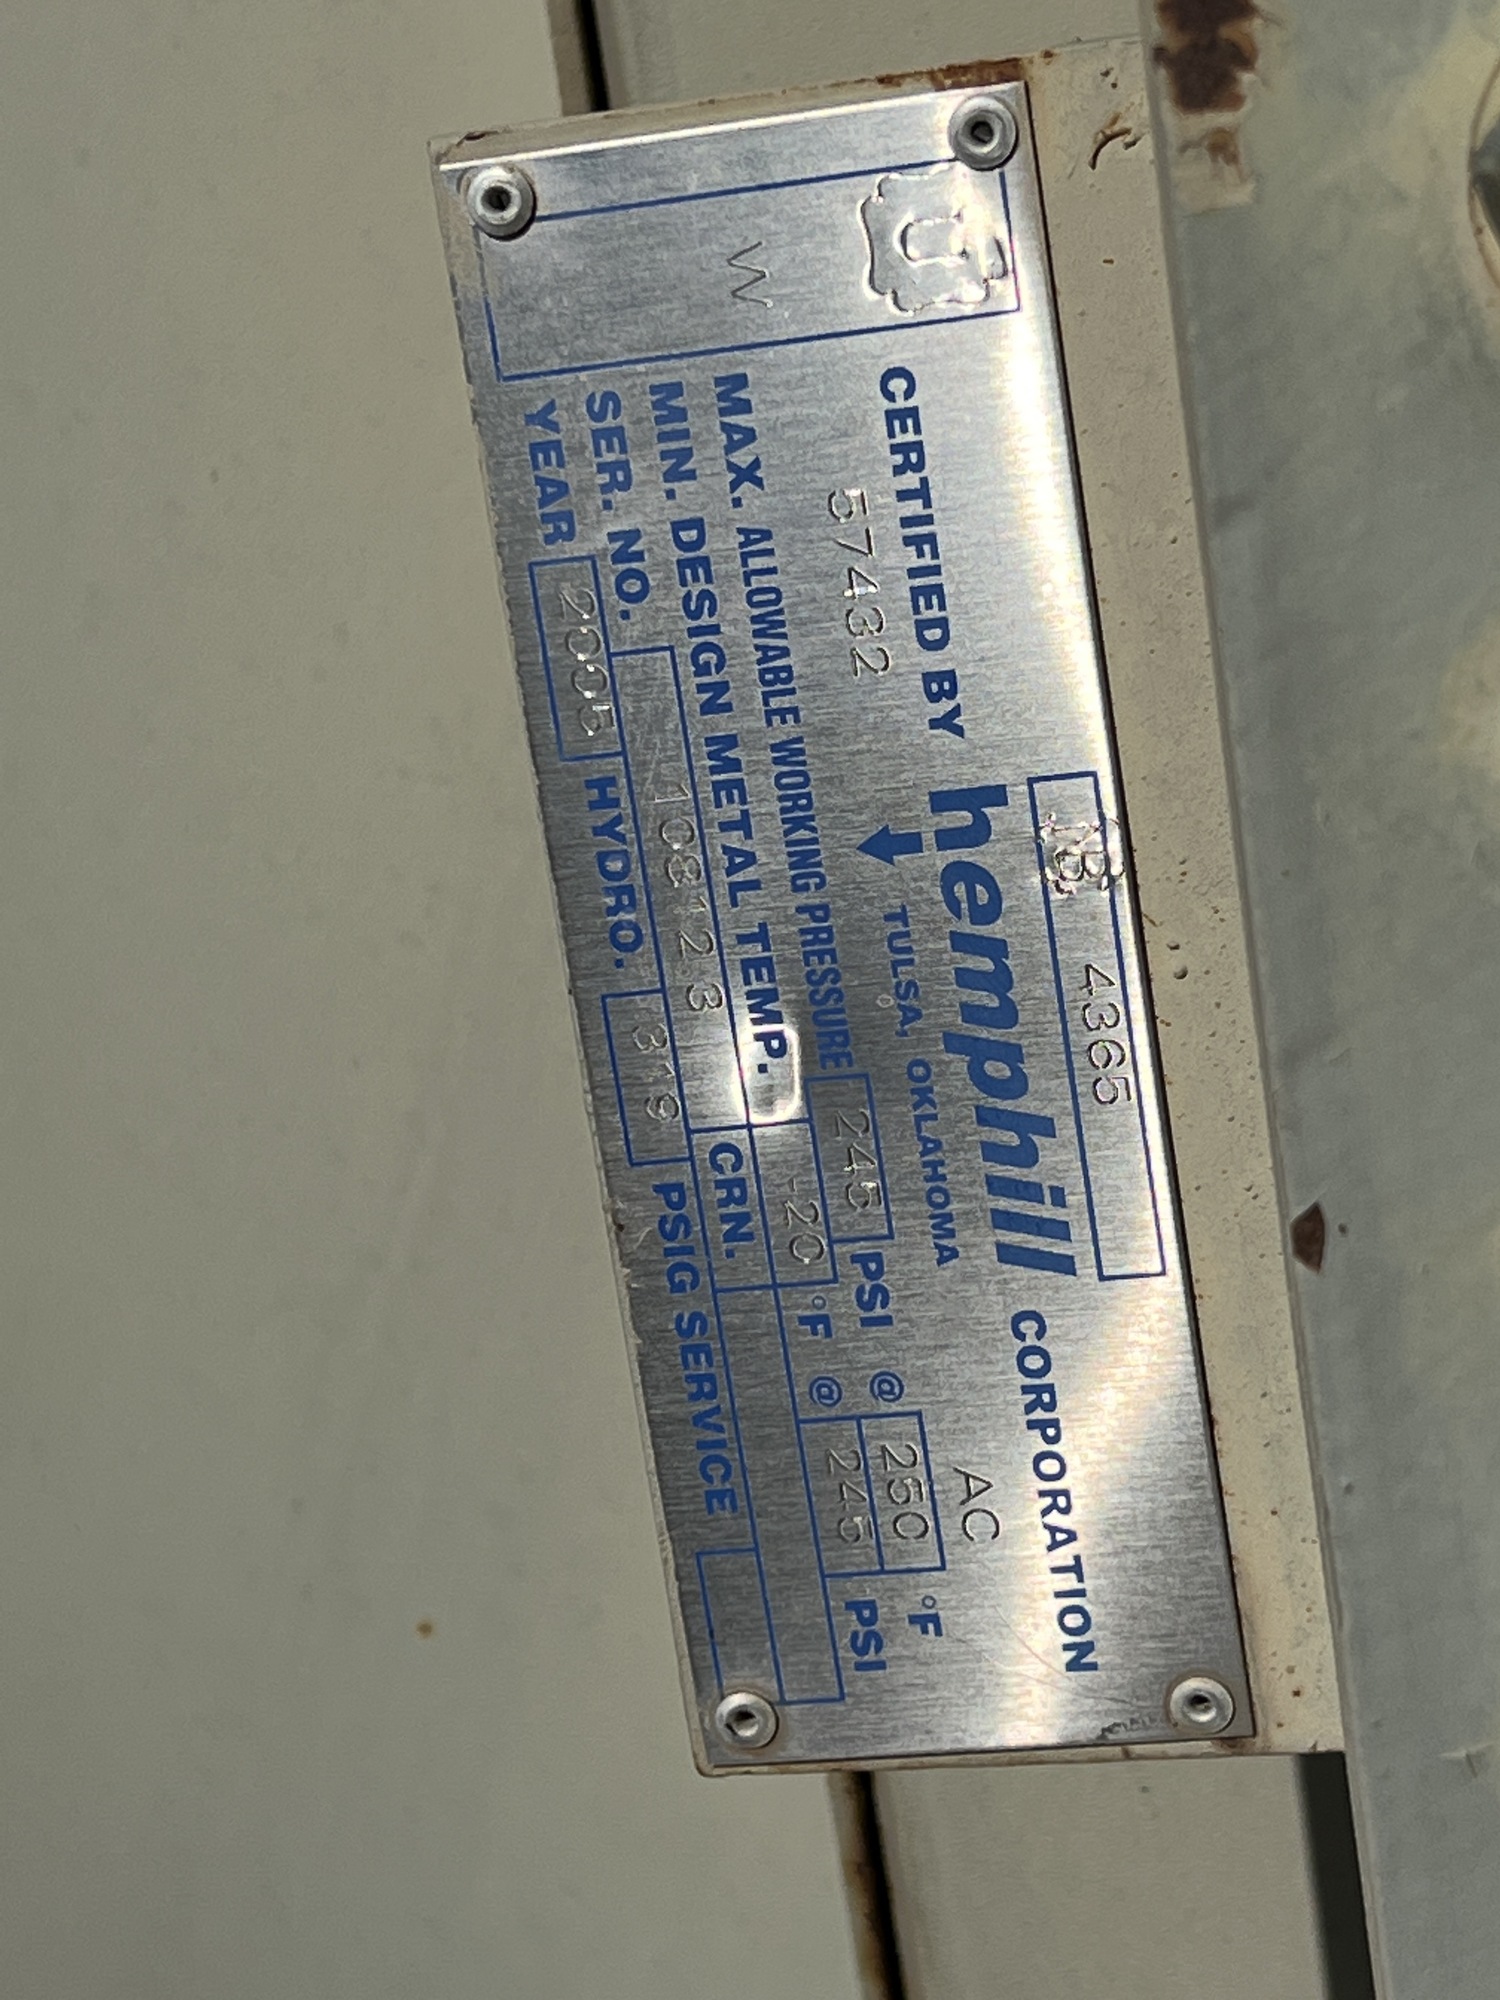 NB 4365
CERTIFIED BY hemphill CORPORATION
TULSA, OKLAHOMA
U
W
57432
AC
MAX. ALLOWABLE WORKING PRESSURE 245 PSI @ 250 °F
MIN. DESIGN METAL TEMP. -20 °F @ 245 PSI
SER. NO. 108123 CRN.
YEAR 2005 HYDRO. 319 PSIG SERVICE